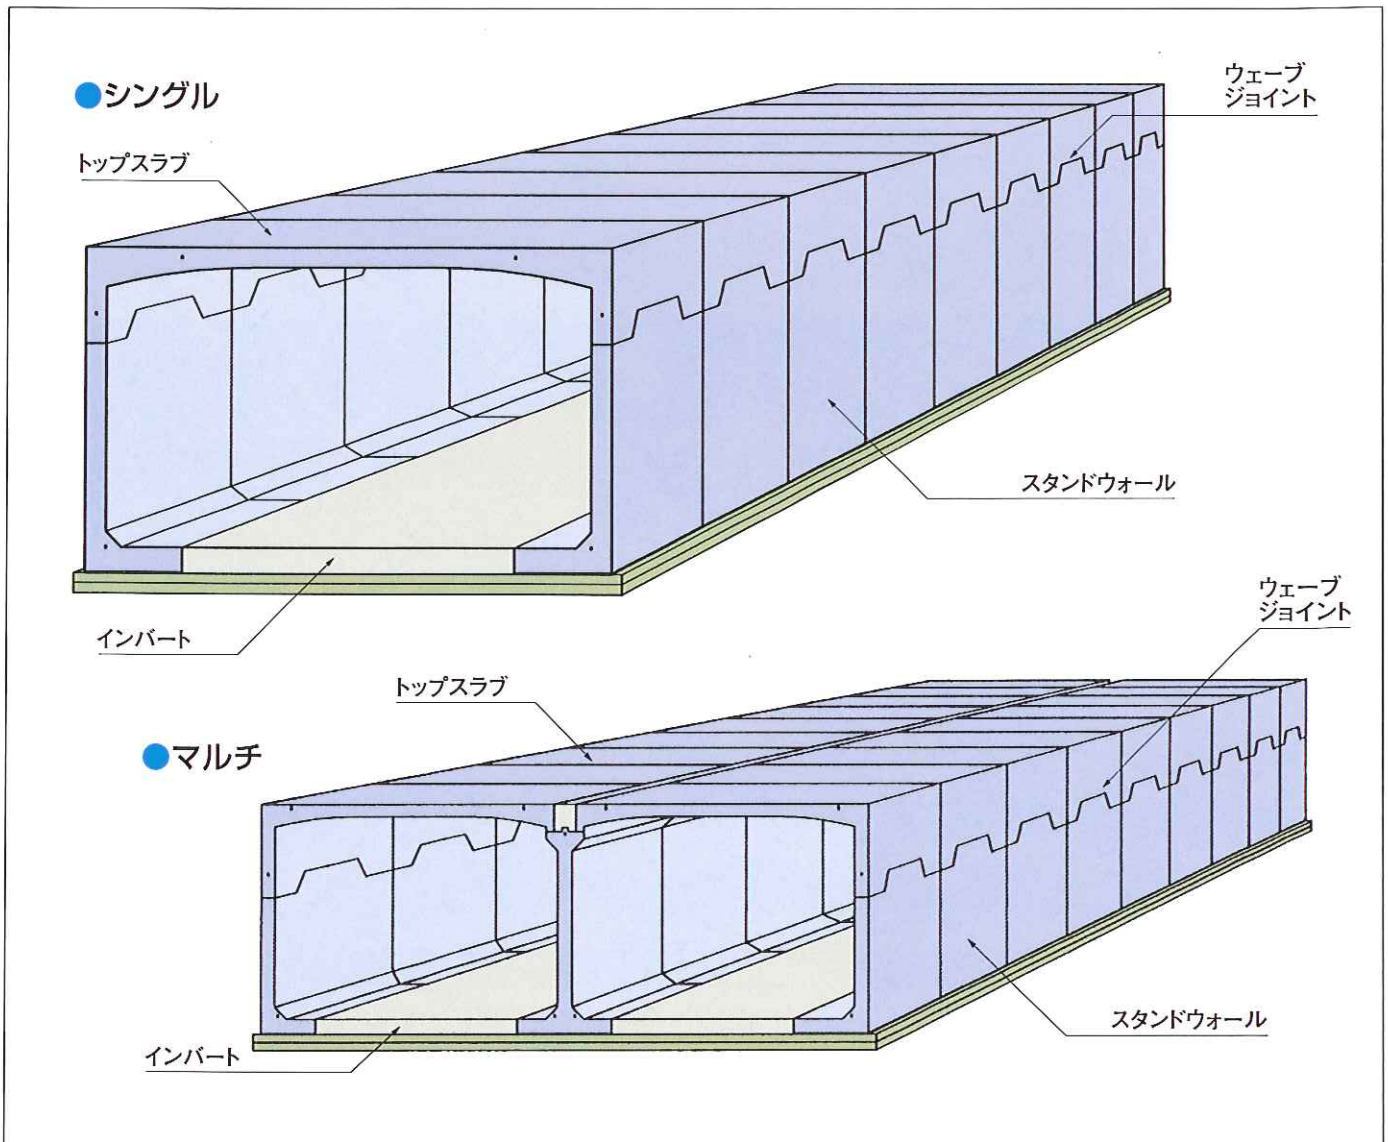 ●シングル
ウェーブ
ジョイント
トップスラブ
スタンドウォール
インバート
ウェーブ
ジョイント
トップスラブ
●マルチ
スタンドウォール
インバート